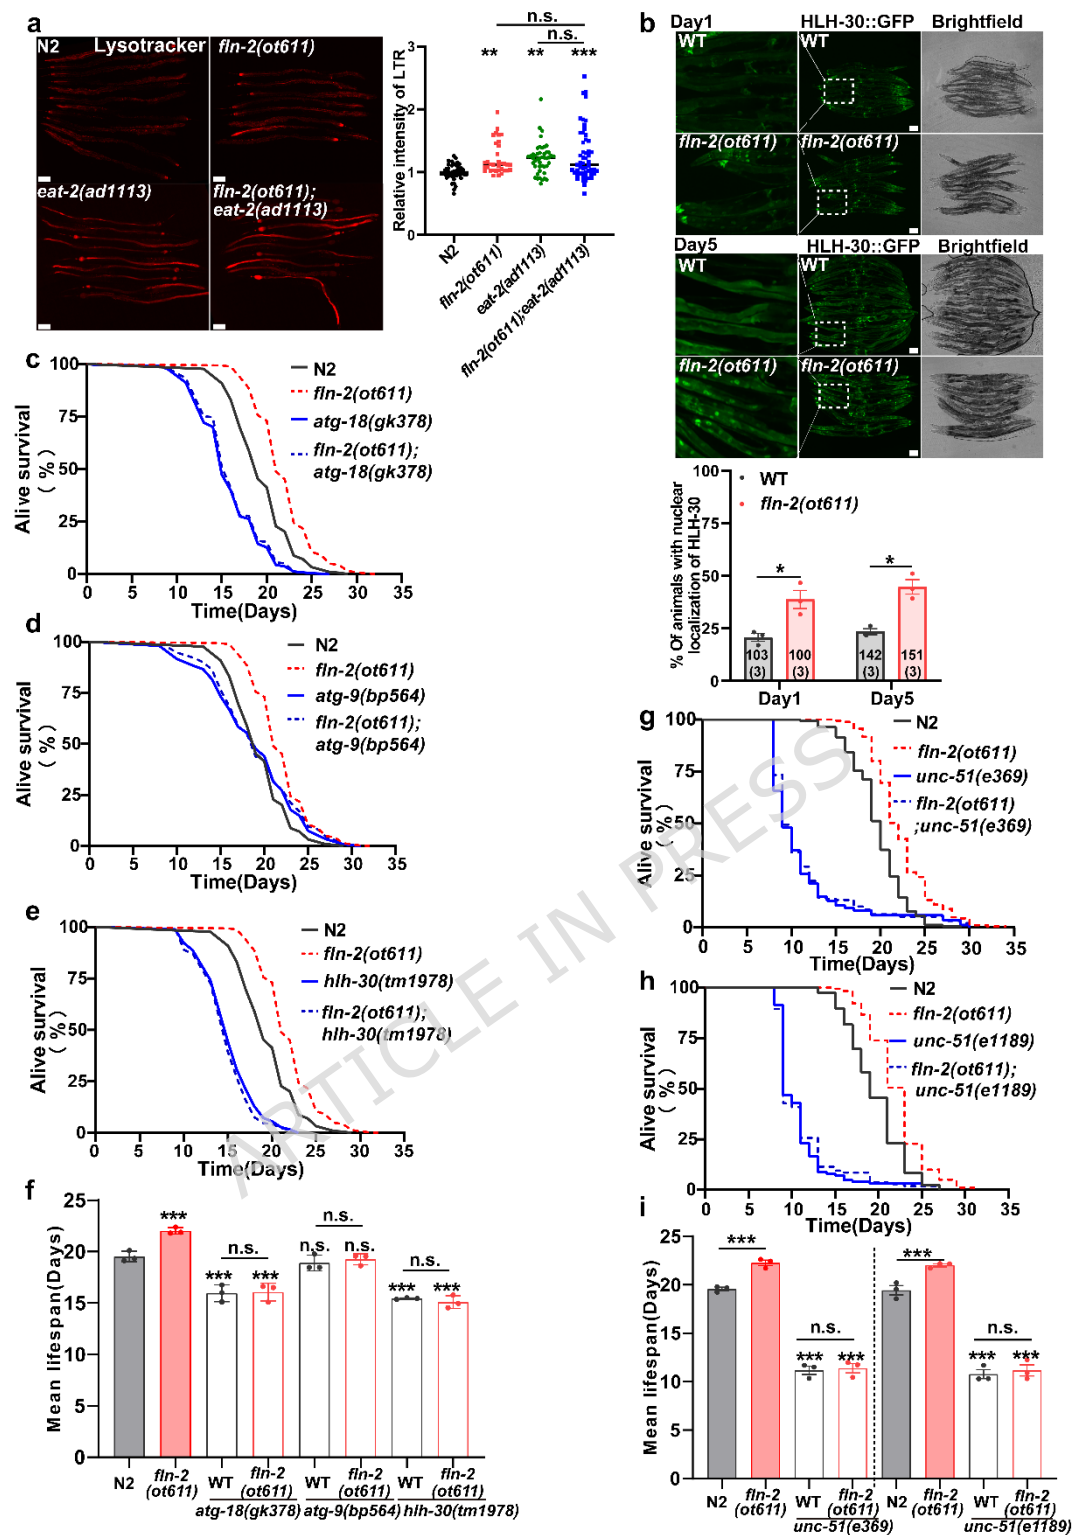 a
N2
Lysotracker
fln-2(ot611)
eat-2(ad1113)
fln-2(ot611);
eat-2(ad1113)
Relative intensity of LTR
3
2
1
0
n.s.
n.s.
**
**
***
N2
fln-2(ot611)
eat-2(ad1113)
fln-2(ot611);eat-2(ad1113)
b
Day1
HLH-30::GFP
Brightfield
WT
WT
fln-2(ot611)
fln-2(ot611)
Day5
HLH-30::GFP
Brightfield
WT
WT
fln-2(ot611)
fln-2(ot611)
% Of animals with nuclear
localization of HLH-30
100
75
50
25
0
WT
fln-2(ot611)
*
*
103
(3)
100
(3)
142
(3)
151
(3)
Day1
Day5
c
Alive survival
( %)
100
75
50
25
0
N2
fln-2(ot611)
atg-18(gk378)
fln-2(ot611);
atg-18(gk378)
0 5 10 15 20 25 30 35
Time(Days)
d
Alive survival
( %)
100
75
50
25
0
N2
fln-2(ot611)
atg-9(bp564)
fln-2(ot611);
atg-9(bp564)
0 5 10 15 20 25 30 35
Time(Days)
e
Alive survival
( %)
100
75
50
25
0
N2
fln-2(ot611)
hlh-30(tm1978)
fln-2(ot611);
hlh-30(tm1978)
0 5 10 15 20 25 30 35
Time(Days)
f
Mean lifespan(Days)
25
20
15
10
5
0
***
n.s.
***
***
n.s.
n.s.
n.s.
n.s.
***
***
N2
fln-2
(ot611)
WT
fln-2
(ot611)
WT
fln-2
(ot611)
WT
fln-2
(ot611)
atg-18(gk378)
atg-9(bp564)
hlh-30(tm1978)
g
Alive survival
( %)
100
75
50
25
0
N2
fln-2(ot611)
unc-51(e369)
fln-2(ot611)
;unc-51(e369)
0 5 10 15 20 25 30 35
Time(Days)
h
Alive survival
( %)
100
75
50
25
0
N2
fln-2(ot611)
unc-51(e1189)
fln-2(ot611);
unc-51(e1189)
0 5 10 15 20 25 30 35
Time(Days)
i
Mean lifespan(Days)
25
20
15
10
5
0
***
n.s.
***
***
***
n.s.
***
***
N2
fln-2
(ot611)
WT
fln-2
(ot611)
N2
fln-2
(ot611)
WT
fln-2
(ot611)
unc-51(e369)
unc-51(e1189)
ARTICLE IN PRESS